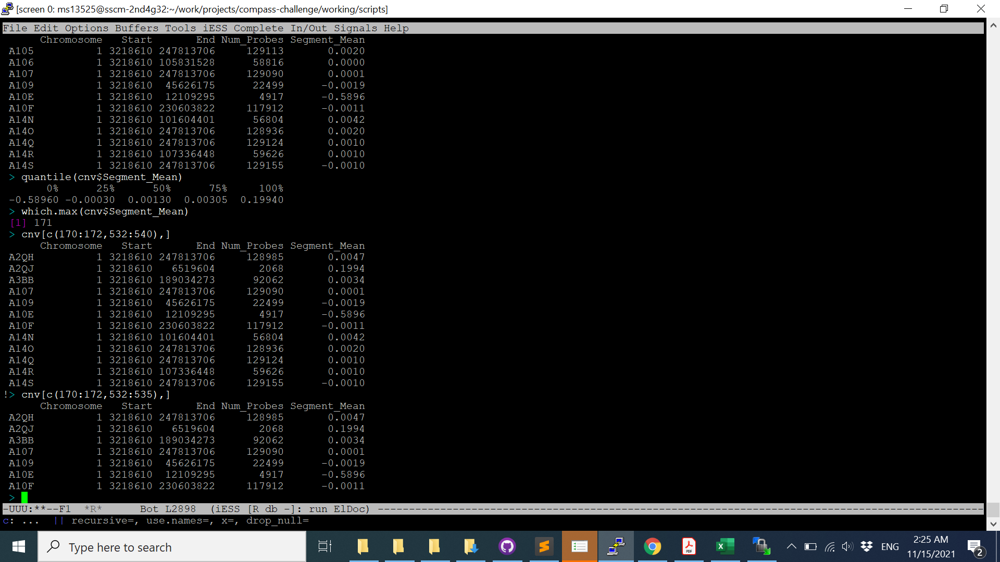 [screen 0: ms13525@sscm-2nd4g32:~/work/projects/compass-challenge/working/scripts]
File Edit Options Buffers Tools iESS Complete In/Out Signals Help
Chromosome Start End Num_Probes Segment_Mean
A105 1 3218610 247813706 129113 0.0020
A106 1 3218610 105831528 58816 0.0000
A107 1 3218610 247813706 129090 0.0001
A109 1 3218610 45626175 22499 -0.0019
A10E 1 3218610 12109295 4917 -0.5896
A10F 1 3218610 230603822 117912 -0.0011
A14N 1 3218610 101604401 56804 0.0042
A14O 1 3218610 247813706 128936 0.0020
A14Q 1 3218610 247813706 129124 0.0010
A14R 1 3218610 107336448 59626 0.0010
A14S 1 3218610 247813706 129155 -0.0010
> quantile(cnv$Segment_Mean)
0% 25% 50% 75% 100%
-0.58960 -0.00030 0.00130 0.00305 0.19940
> which.max(cnv$Segment_Mean)
[1] 171
> cnv[c(170:172,532:540),]
Chromosome Start End Num_Probes Segment_Mean
A2QH 1 3218610 247813706 128985 0.0047
A2QJ 1 3218610 6519604 2068 0.1994
A3BB 1 3218610 189034273 92062 0.0034
A107 1 3218610 247813706 129090 0.0001
A109 1 3218610 45626175 22499 -0.0019
A10E 1 3218610 12109295 4917 -0.5896
A10F 1 3218610 230603822 117912 -0.0011
A14N 1 3218610 101604401 56804 0.0042
A14O 1 3218610 247813706 128936 0.0020
A14Q 1 3218610 247813706 129124 0.0010
A14R 1 3218610 107336448 59626 0.0010
A14S 1 3218610 247813706 129155 -0.0010
!> cnv[c(170:172,532:535),]
Chromosome Start End Num_Probes Segment_Mean
A2QH 1 3218610 247813706 128985 0.0047
A2QJ 1 3218610 6519604 2068 0.1994
A3BB 1 3218610 189034273 92062 0.0034
A107 1 3218610 247813706 129090 0.0001
A109 1 3218610 45626175 22499 -0.0019
A10E 1 3218610 12109295 4917 -0.5896
A10F 1 3218610 230603822 117912 -0.0011
>
-UUU:**--F1 *R* Bot L2898 (iESS [R db -]: run ElDoc) --------------------------------------------------------------------------------------------------
c: ... || recursive=, use.names=, x=, drop_null=
Type here to search
PDF
ENG
2:25 AM
11/15/2021
2